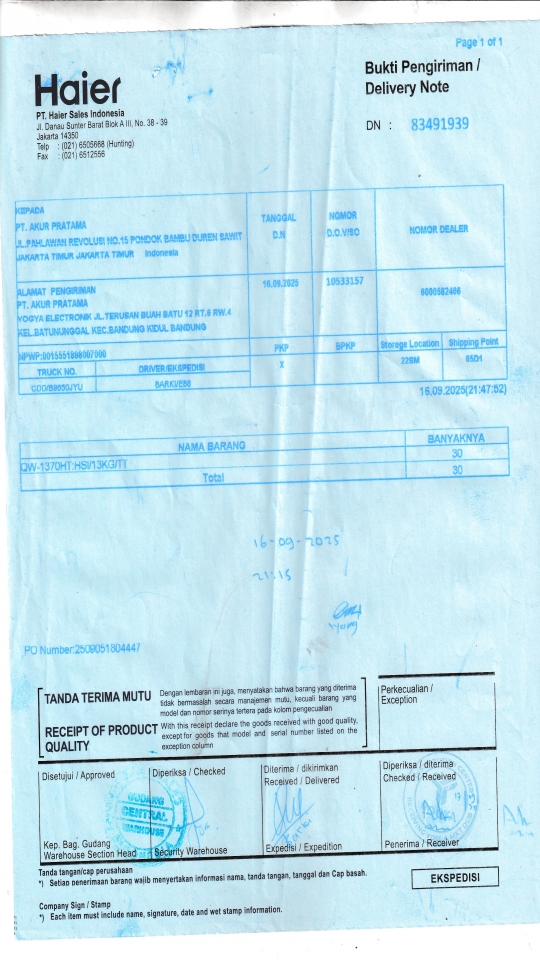 Page 1 of 1
Haier
PT. Haier Sales Indonesia
Jl. Danau Sunter Barat Blok A III, No. 38 - 39
Jakarta 14350
Telp : (021) 6505668 (Hunting)
Fax : (021) 6512556
Bukti Pengiriman /
Delivery Note
DN : 83491939
KEPADA
PT. AKUR PRATAMA
JL.PAHLAWAN REVOLUSI NO.15 PONDOK BAMBU DUREN SAWIT
JAKARTA TIMUR JAKARTA TIMUR Indonesia
TANGGAL
D.N
NOMOR
D.O.V/SO
NOMOR DEALER
ALAMAT PENGIRIMAN
PT. AKUR PRATAMA
YOGYA ELECTRONIK JL.TERUSAN BUAH BATU 12 RT.6 RW.4
KEL.BATUNUNGGAL KEC.BANDUNG KIDUL BANDUNG
16.09.2025
10533157
6000582466
NPWP:0015551898007000
PKP
BPKP
Storege Location
Shipping Point
TRUCK NO.
DRIVER/EKSPEDISI
X
22SM
65D1
CDD/B9650JYU
BARKI/E88
16.09.2025(21:47:52)
NAMA BARANG
BANYAKNYA
QW-1370HT:HSI/13KG/TT
30
Total
30
16-09-2025
21:15
PO Number:2509051804447
TANDA TERIMA MUTU
Dengan lembaran ini juga, menyatakan bahwa barang yang diterima
tidak bermasalah secara manajemen mutu, kecuali barang yang
model dan nomor serinya tertera pada kolom pengecualian
RECEIPT OF PRODUCT
QUALITY
With this receipt declare the goods received with good quality,
except for goods that model and serial number listed on the
exception column
Perkecualian /
Exception
Disetujui / Approved
Diperiksa / Checked
Diterima / dikirimkan
Received / Delivered
Diperiksa / diterima
Checked / Received
GUDANG
CENTRAL
WAREHOUSE
Kep. Bag. Gudang
Warehouse Section Head
Security Warehouse
Expedisi / Expedition
Penerima / Receiver
Tanda tangan/cap perusahaan
*) Setiap penerimaan barang wajib menyertakan informasi nama, tanda tangan, tanggal dan Cap basah.
EKSPEDISI
Company Sign / Stamp
*) Each item must include name, signature, date and wet stamp information.